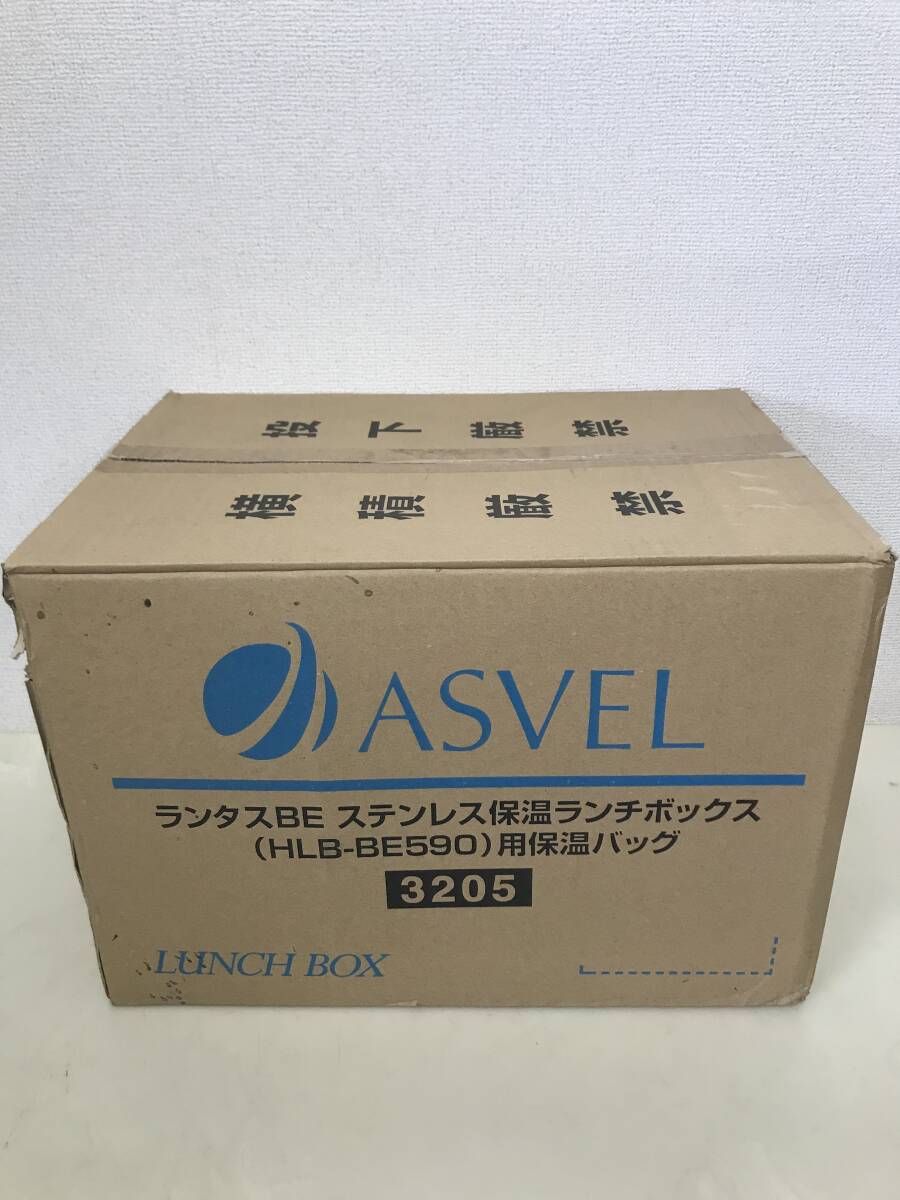 投下厳禁
横積厳禁
ASVEL
ランタスBE ステンレス保温ランチボックス
(HLB-BE590)用保温バッグ
3205
LUNCH BOX